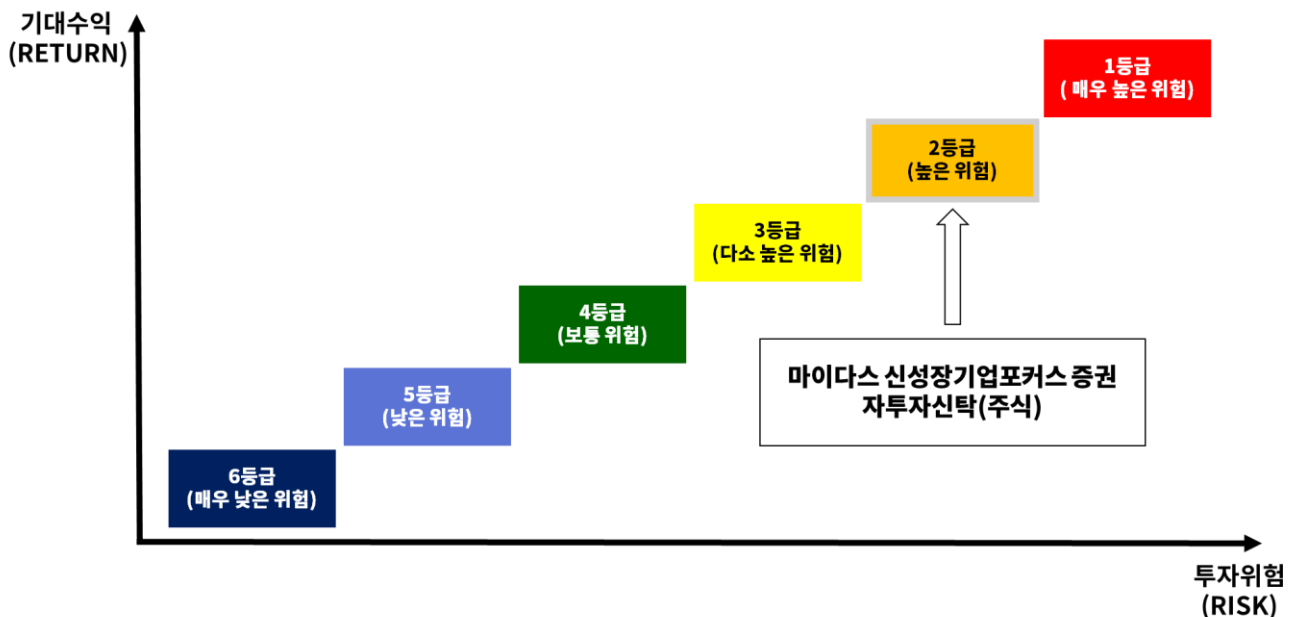 기대수익
(RETURN)
1등급
( 매우 높은 위험)
2등급
(높은 위험)
3등급
(다소 높은 위험)
4등급
(보통 위험)
마이다스 신성장기업포커스 증권
자투자신탁(주식)
5등급
(낮은 위험)
6등급
(매우 낮은 위험)
투자위험
(RISK)